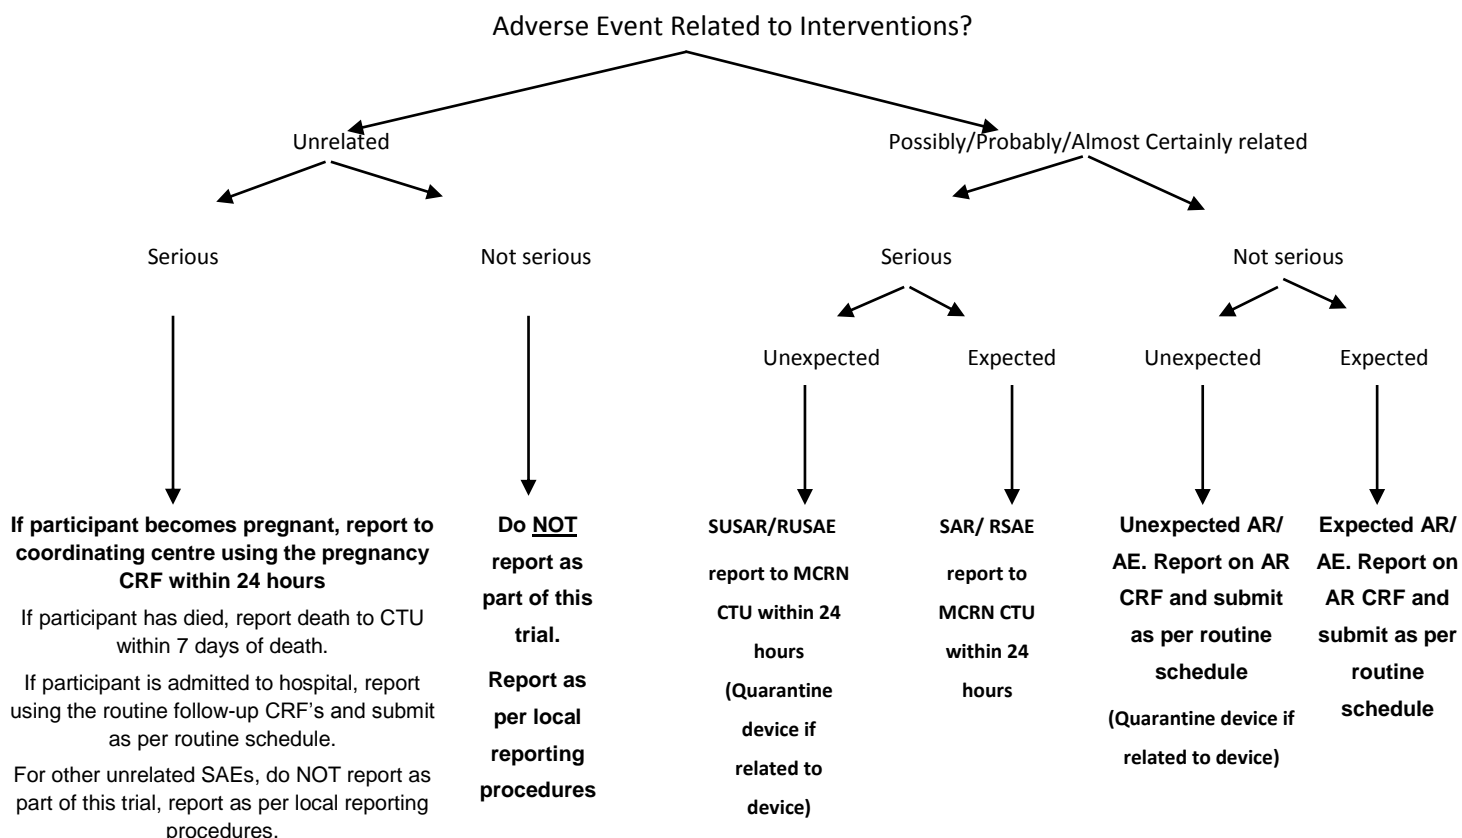 Adverse Event Related to Interventions?
Unrelated
Possibly/Probably/Almost Certainly related
Serious
Not serious
Serious
Not serious
Unexpected
Expected
Unexpected
Expected
If participant becomes pregnant, report to
coordinating centre using the pregnancy
CRF within 24 hours
If participant has died, report death to CTU
within 7 days of death.
If participant is admitted to hospital, report
using the routine follow-up CRF's and submit
as per routine schedule.
For other unrelated SAEs, do NOT report as
part of this trial, report as per local reporting
procedures.
Do NOT
report as
part of this
trial.
Report as
per local
reporting
procedures
SUSAR/RUSAE
report to MCRN
CTU within 24
hours
(Quarantine
device if
related to
device)
SAR/ RSAE
report to
MCRN CTU
within 24
hours
Unexpected AR/
AE. Report on AR
CRF and submit
as per routine
schedule
(Quarantine device if
related to device)
Expected AR/
AE. Report on
AR CRF and
submit as per
routine
schedule